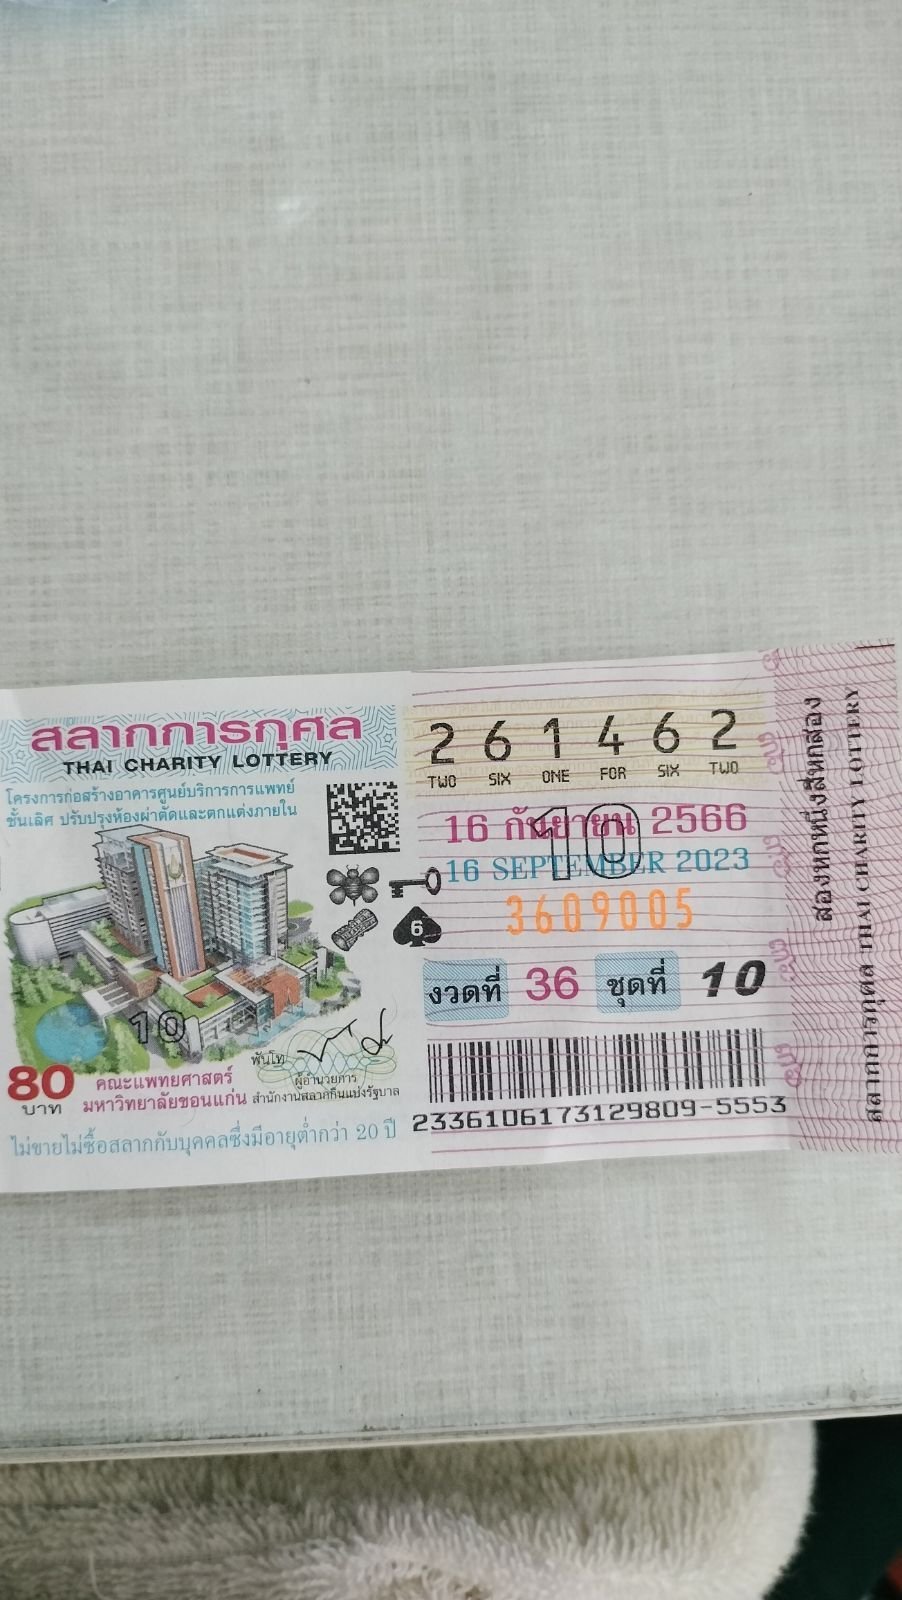 สลากการกุศล
THAI CHARITY LOTTERY
โครงการก่อสร้างอาคารศูนย์บริการการแพทย์
ชั้นเลิศ ปรับปรุงห้องผ่าตัดและตกแต่งภายใน
10
80
บาท
คณะแพทยศาสตร์
มหาวิทยาลัยขอนแก่น
พันโท
ผู้อำนวยการ
สำนักงานสลากกินแบ่งรัฐบาล
ไม่ขายไม่ซื้อสลากกับบุคคลซึ่งมีอายุต่ำกว่า 20 ปี
6
2 6 1 4 6 2
TWO SIX ONE FOR SIX TWO
16 กันยายน 2566
10
16 SEPTEMBER 2023
3609005
งวดที่ 36 ชุดที่ 10
2336106173129809-5553
สองหกหนึ่งสี่หกสอง
สลากการกุศล THAI CHARITY LOTTERY